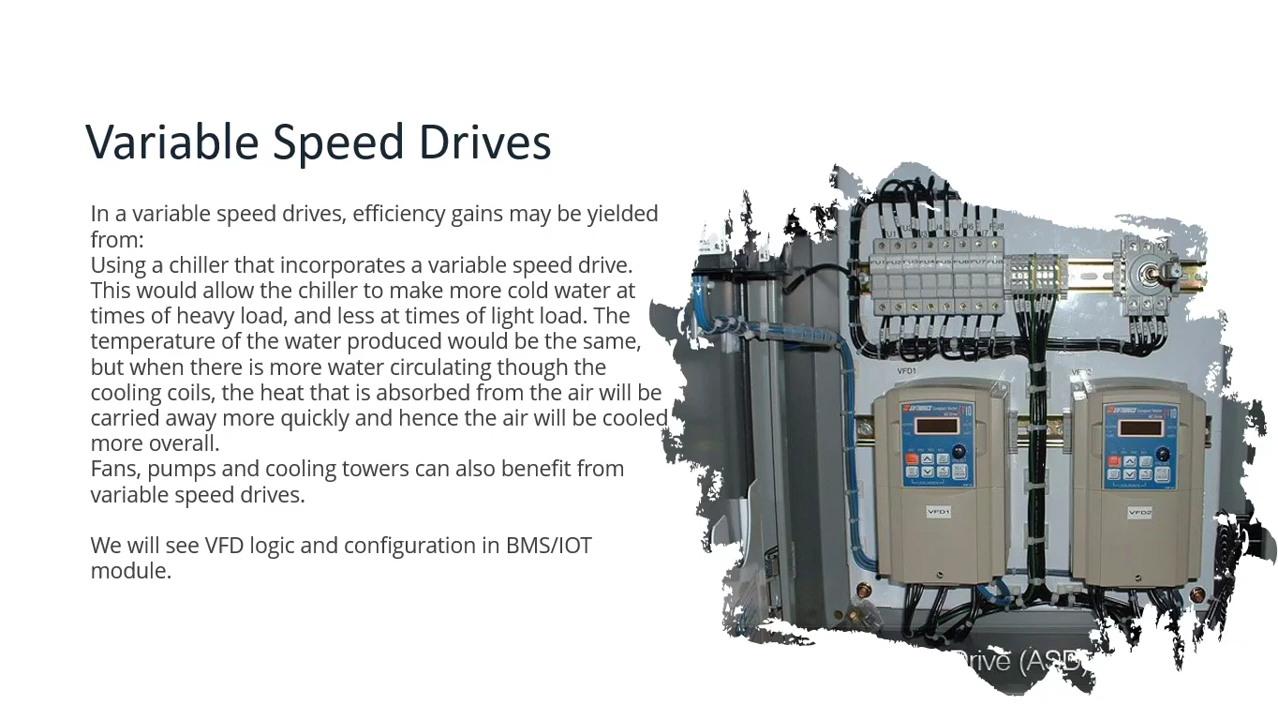 Variable Speed Drives
In a variable speed drives, efficiency gains may be yielded
from:
Using a chiller that incorporates a variable speed drive.
This would allow the chiller to make more cold water at
times of heavy load, and less at times of light load. The
temperature of the water produced would be the same,
but when there is more water circulating though the
cooling coils, the heat that is absorbed from the air will be
carried away more quickly and hence the air will be cooled
more overall.
Fans, pumps and cooling towers can also benefit from
variable speed drives.
We will see VFD logic and configuration in BMS/IOT
module.
VFD1
VFD1
VFD2
Drive (ASD)